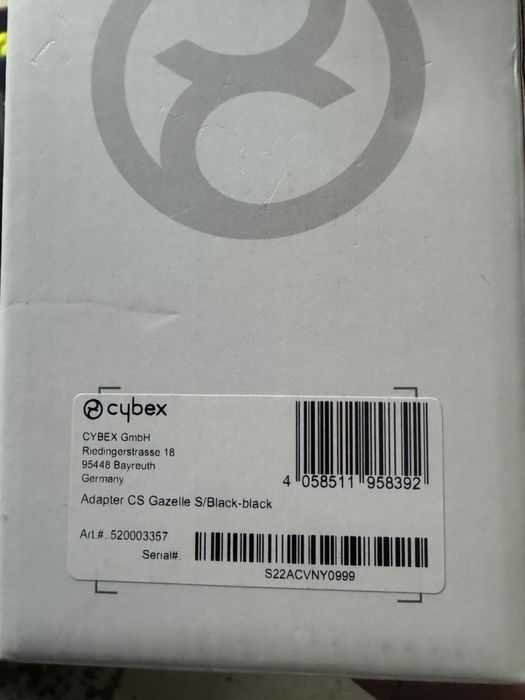 cybex
CYBEX GmbH
Riedingerstrasse 18
95448 Bayreuth
Germany
4 058511 958392
Adapter CS Gazelle S/Black-black
Art.#. 520003357
Serial#.
S22ACVNY0999